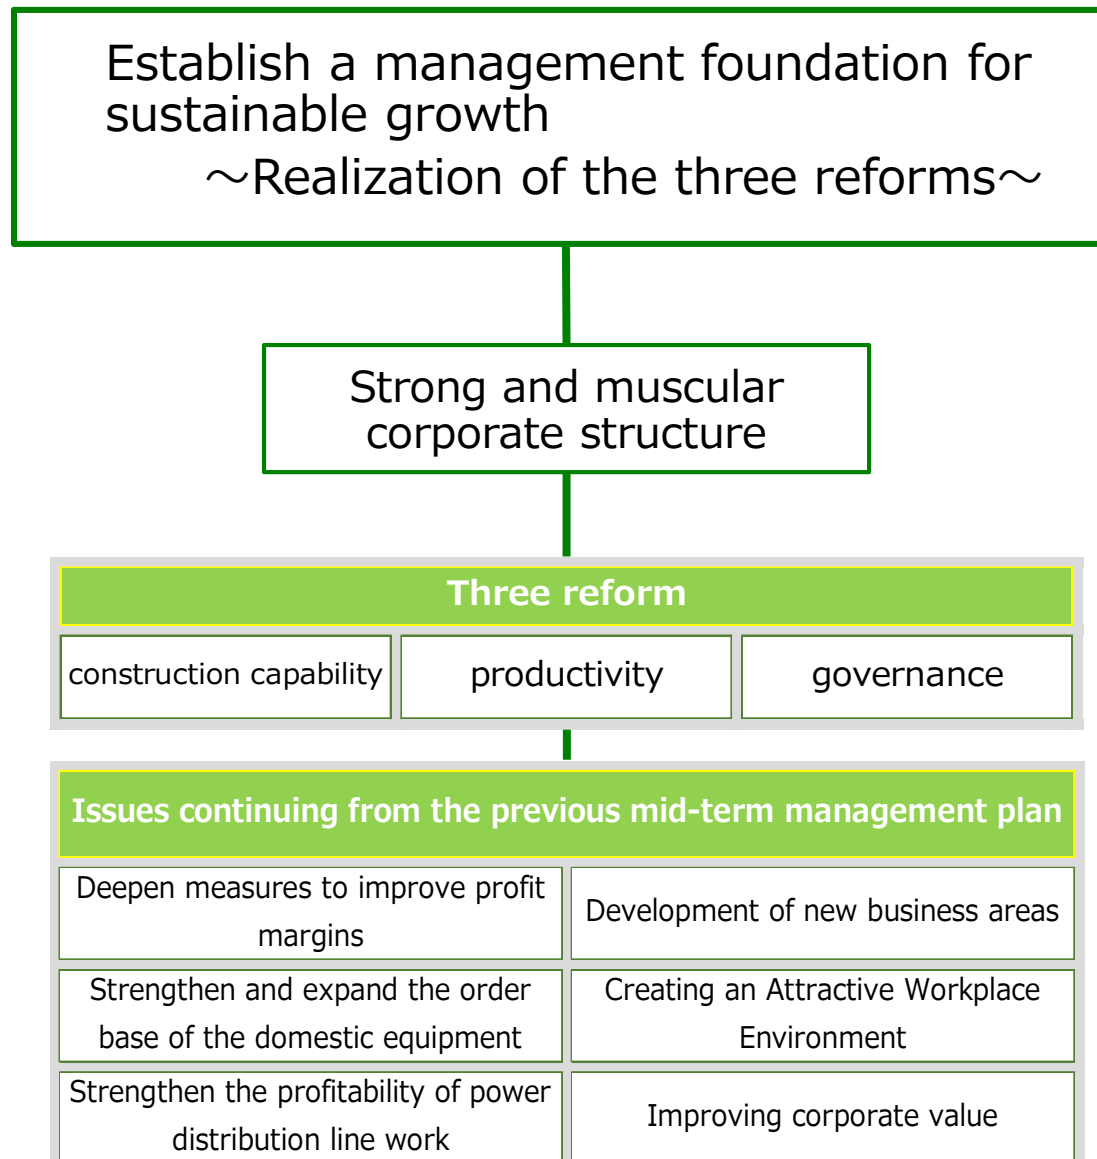 Establish a management foundation for
sustainable growth
～Realization of the three reforms～
Strong and muscular
corporate structure
Three reform
construction capability
productivity
governance
Issues continuing from the previous mid-term management plan
Deepen measures to improve profit
margins
Development of new business areas
Strengthen and expand the order
base of the domestic equipment
Creating an Attractive Workplace
Environment
Strengthen the profitability of power
distribution line work
Improving corporate value